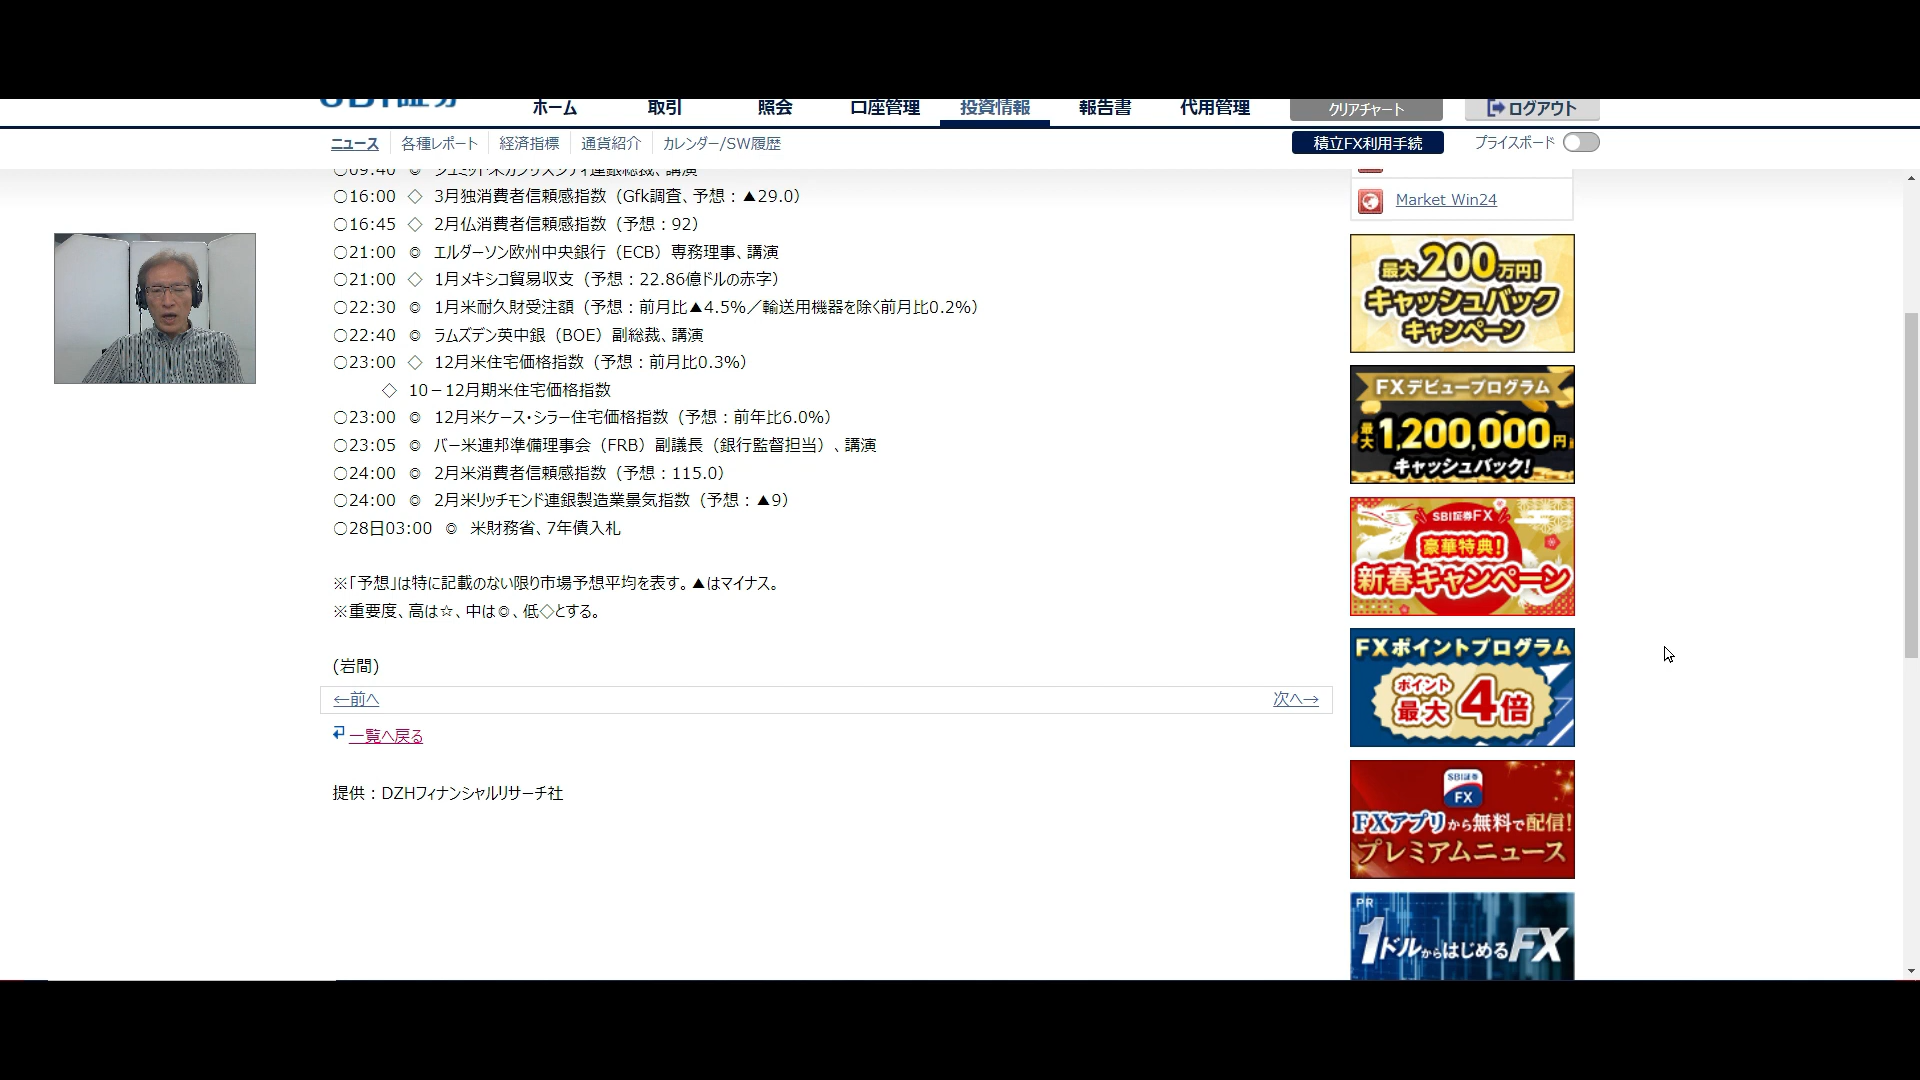 SBI証券
ホーム 取引 照会 口座管理 投資情報 報告書 代用管理 クリアチャート ログアウト
ニュース 各種レポート 経済指標 通貨紹介 カレンダー/SW履歴 積立FX利用手続 プライスボード
○09:40 ◎ シュミッド・米カンザスシティ連銀総裁、講演
○16:00 ◇ 3月独消費者信頼感指数（Gfk調査、予想：▲29.0）
○16:45 ◇ 2月仏消費者信頼感指数（予想：92）
○21:00 ◎ エルダーソン欧州中央銀行（ECB）専務理事、講演
○21:00 ◇ 1月メキシコ貿易収支（予想：22.86億ドルの赤字）
○22:30 ◎ 1月米耐久財受注額（予想：前月比▲4.5%／輸送用機器を除く前月比0.2%）
○22:40 ◎ ラムズデン英中銀（BOE）副総裁、講演
○23:00 ◇ 12月米住宅価格指数（予想：前月比0.3%）
◇ 10－12月期米住宅価格指数
○23:00 ◎ 12月米ケース・シラー住宅価格指数（予想：前年比6.0%）
○23:05 ◎ バー米連邦準備理事会（FRB）副議長（銀行監督担当）、講演
○24:00 ◎ 2月米消費者信頼感指数（予想：115.0）
○24:00 ◎ 2月米リッチモンド連銀製造業景気指数（予想：▲9）
○28日03:00 ◎ 米財務省、7年債入札
※「予想」は特に記載のない限り市場予想平均を表す。▲はマイナス。
※重要度、高は☆、中は◎、低◇とする。
(岩間)
←前へ 次へ→
一覧へ戻る
提供：DZHフィナンシャルリサーチ社
Market Win24
最大200万円!
キャッシュバック
キャンペーン
FXデビュープログラム
最大1,200,000円
キャッシュバック!
SBI証券FX
豪華特典!
新春キャンペーン
FXポイントプログラム
ポイント
最大4倍
SBI証券
FX
FXアプリから無料で配信!
プレミアムニュース
PR
1ドルからはじめるFX